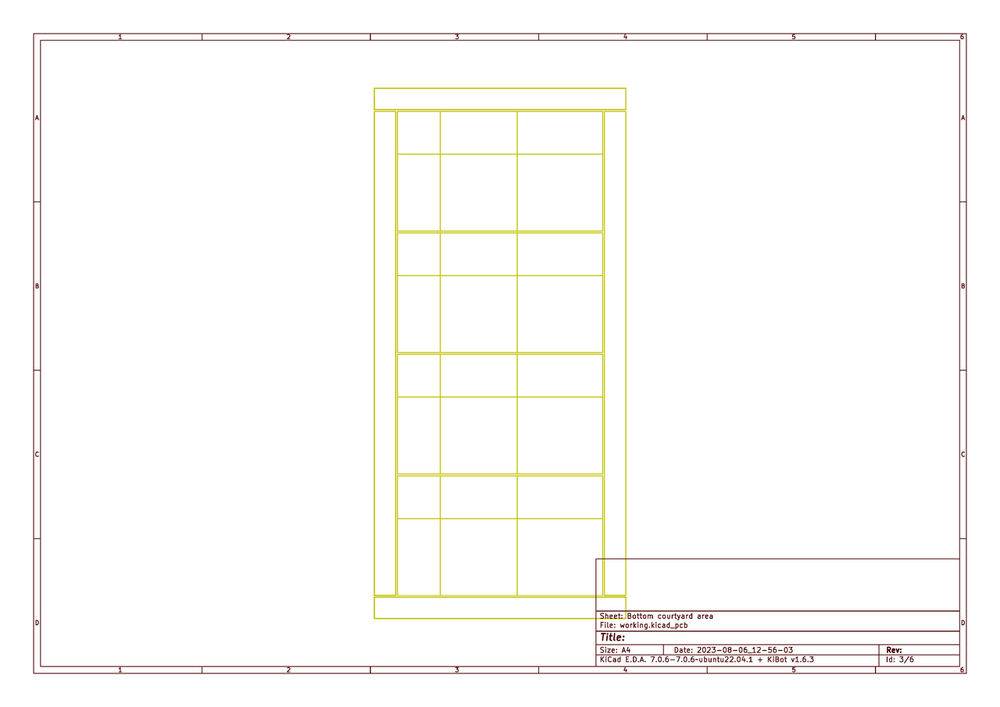 1 2 3 4 5 6
A A
B B
C C
D D
Sheet: Bottom courtyard area
File: working.kicad_pcb
Title:
Size: A4 Date: 2023-08-06_12-56-03 Rev:
KiCad E.D.A. 7.0.6-7.0.6~ubuntu22.04.1 + KiBot v1.6.3 Id: 3/6
1 2 3 4 5 6